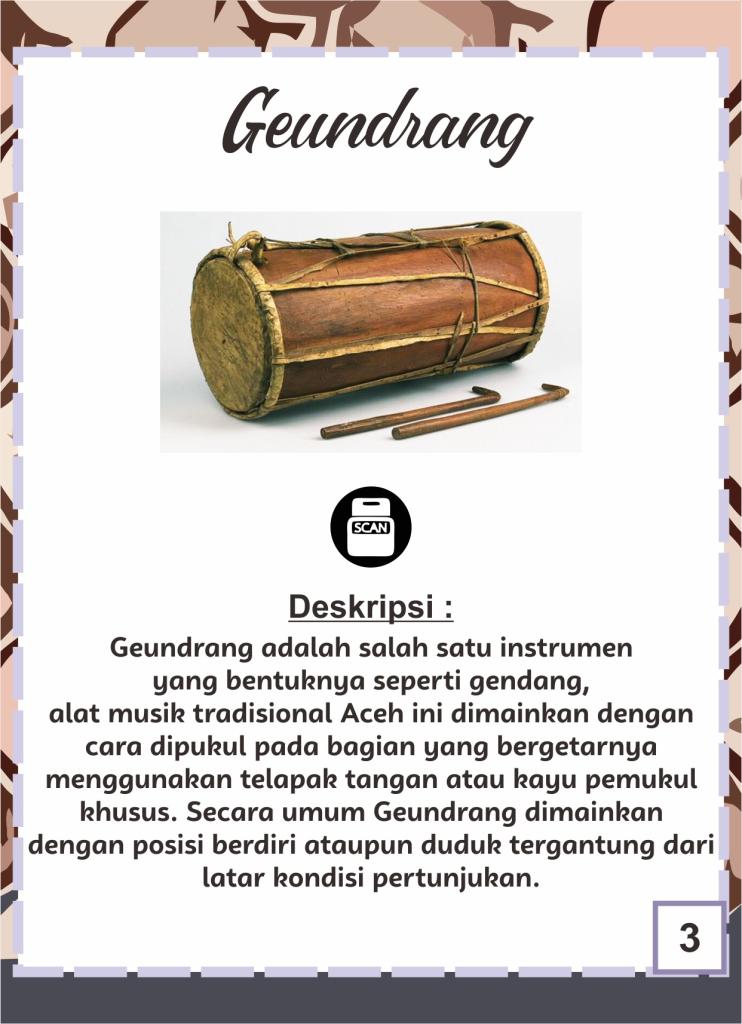 Geundrang
SCAN
Deskripsi :
Geundrang adalah salah satu instrumen
yang bentuknya seperti gendang,
alat musik tradisional Aceh ini dimainkan dengan
cara dipukul pada bagian yang bergetarnya
menggunakan telapak tangan atau kayu pemukul
khusus. Secara umum Geundrang dimainkan
dengan posisi berdiri ataupun duduk tergantung dari
latar kondisi pertunjukan.
3